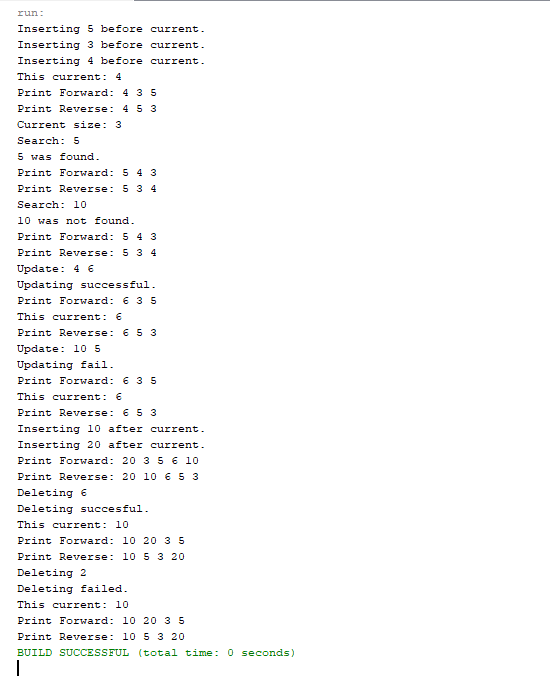 run:
Inserting 5 before current.
Inserting 3 before current.
Inserting 4 before current.
This current: 4
Print Forward: 4 3 5
Print Reverse: 4 5 3
Current size: 3
Search: 5
5 was found.
Print Forward: 5 4 3
Print Reverse: 5 3 4
Search: 10
10 was not found.
Print Forward: 5 4 3
Print Reverse: 5 3 4
Update: 4 6
Updating successful.
Print Forward: 6 3 5
This current: 6
Print Reverse: 6 5 3
Update: 10 5
Updating fail.
Print Forward: 6 3 5
This current: 6
Print Reverse: 6 5 3
Inserting 10 after current.
Inserting 20 after current.
Print Forward: 20 3 5 6 10
Print Reverse: 20 10 6 5 3
Deleting 6
Deleting succesful.
This current: 10
Print Forward: 10 20 3 5
Print Reverse: 10 5 3 20
Deleting 2
Deleting failed.
This current: 10
Print Forward: 10 20 3 5
Print Reverse: 10 5 3 20
BUILD SUCCESSFUL (total time: 0 seconds)